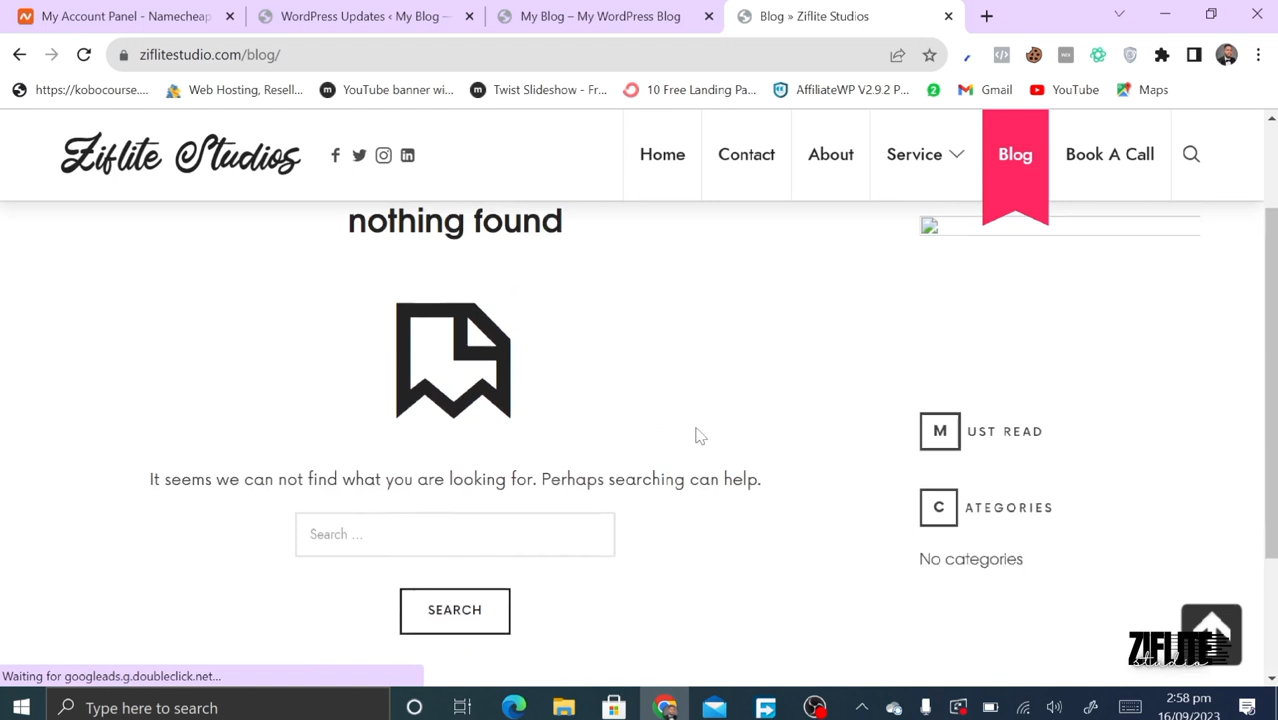 My Account Panel - Namecheap
WordPress Updates ‹ My Blog —
My Blog – My WordPress Blog
Blog » Ziflite Studios
ziflitestudio.com/blog/
https://kobocourse....
Web Hosting, Resell...
YouTube banner wi...
Twist Slideshow - Fr...
10 Free Landing Pa...
AffiliateWP V2.9.2 P...
Gmail
YouTube
Maps
Ziflite Studios
Home
Contact
About
Service
Blog
Book A Call
nothing found
It seems we can not find what you are looking for. Perhaps searching can help.
Search ...
SEARCH
MUST READ
CATEGORIES
No categories
ZIFLITE
studio
Waiting for googleads.g.doubleclick.net...
Type here to search
2:58 pm
16/09/2023